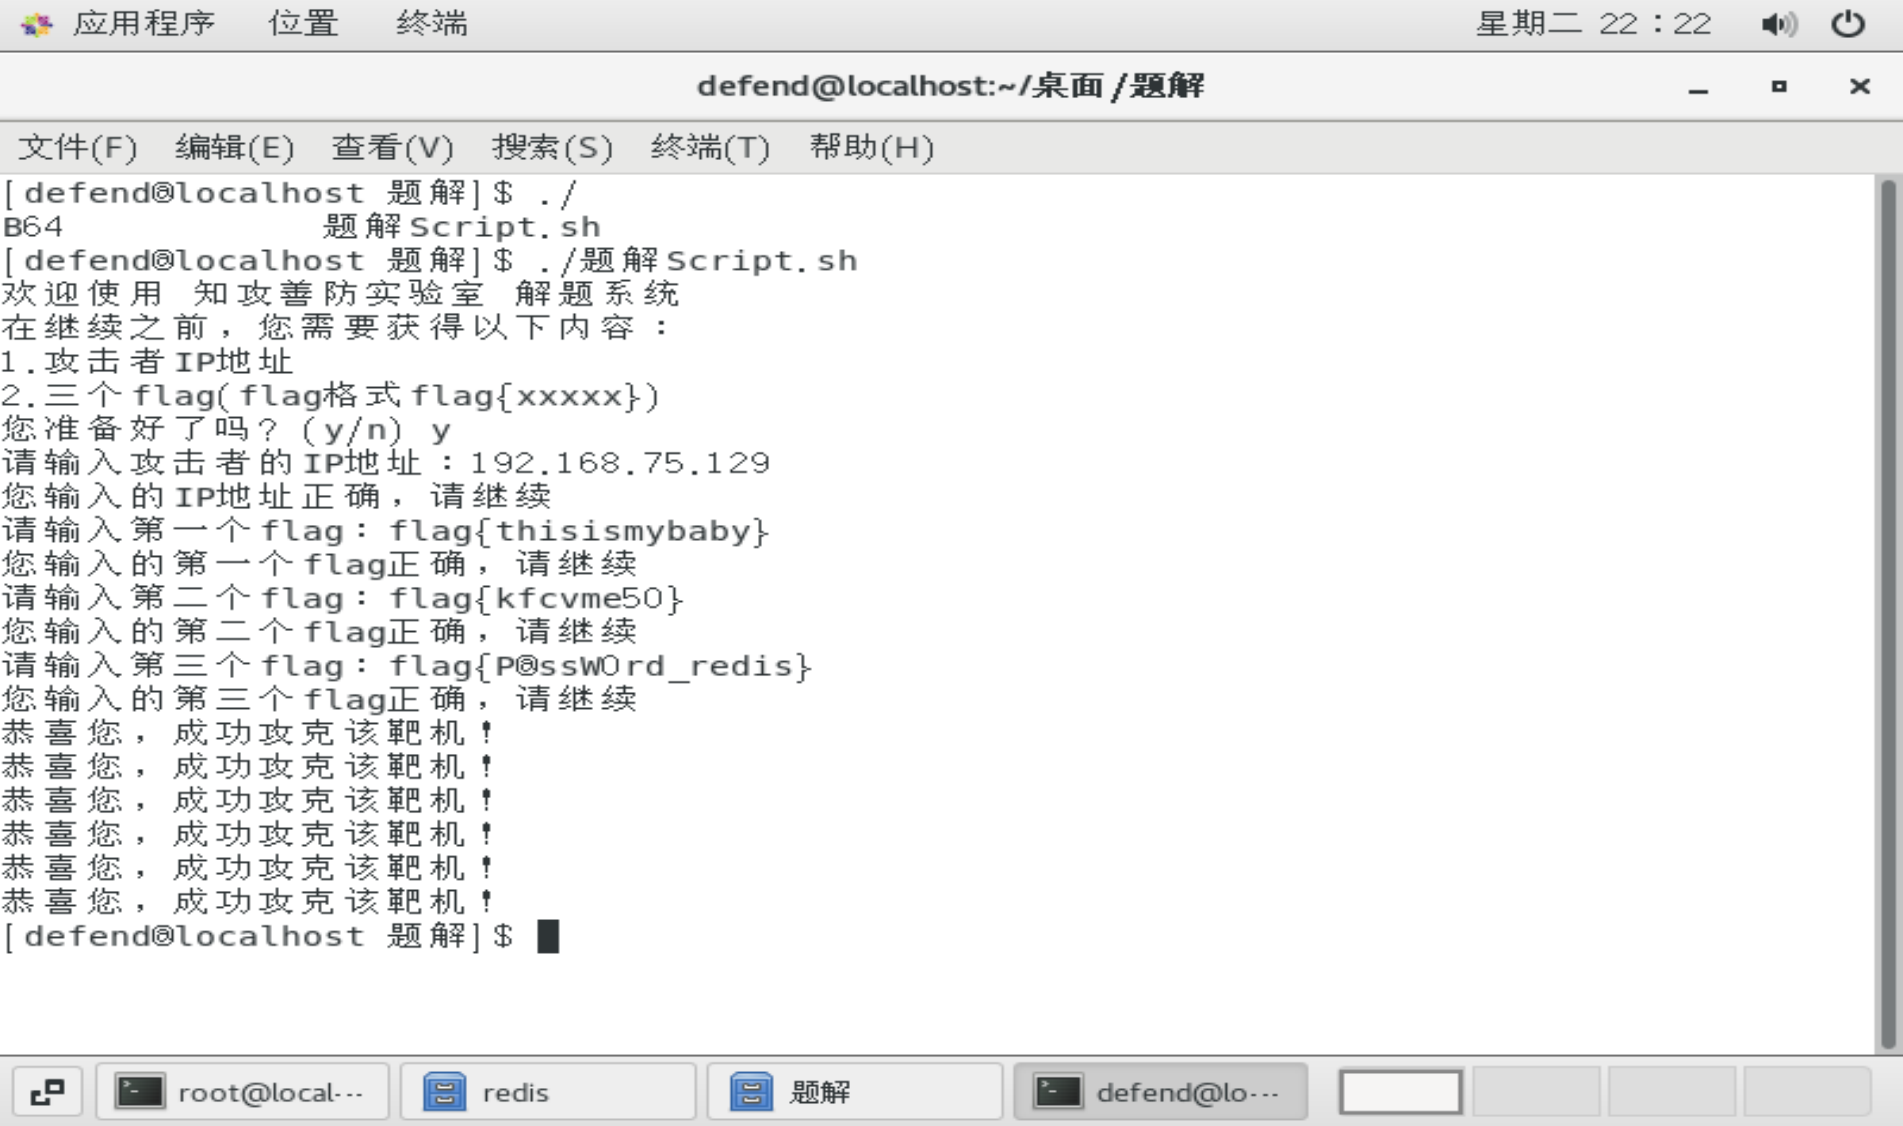 应用程序 位置 终端 星期二 22：22
defend@localhost:~/桌面/题解
文件(F) 编辑(E) 查看(V) 搜索(S) 终端(T) 帮助(H)
[defend@localhost 题解]$ ./
B64 题解Script.sh
[defend@localhost 题解]$ ./题解Script.sh
欢迎使用 知攻善防实验室 解题系统
在继续之前，您需要获得以下内容：
1.攻击者IP地址
2.三个flag(flag格式flag{xxxxx})
您准备好了吗？(y/n) y
请输入攻击者的IP地址：192.168.75.129
您输入的IP地址正确，请继续
请输入第一个flag：flag{thisismybaby}
您输入的第一个flag正确，请继续
请输入第二个flag：flag{kfcvme50}
您输入的第二个flag正确，请继续
请输入第三个flag：flag{P@ssW0rd_redis}
您输入的第三个flag正确，请继续
恭喜您，成功攻克该靶机！
恭喜您，成功攻克该靶机！
恭喜您，成功攻克该靶机！
恭喜您，成功攻克该靶机！
恭喜您，成功攻克该靶机！
恭喜您，成功攻克该靶机！
[defend@localhost 题解]$
root@local··· redis 题解 defend@lo···